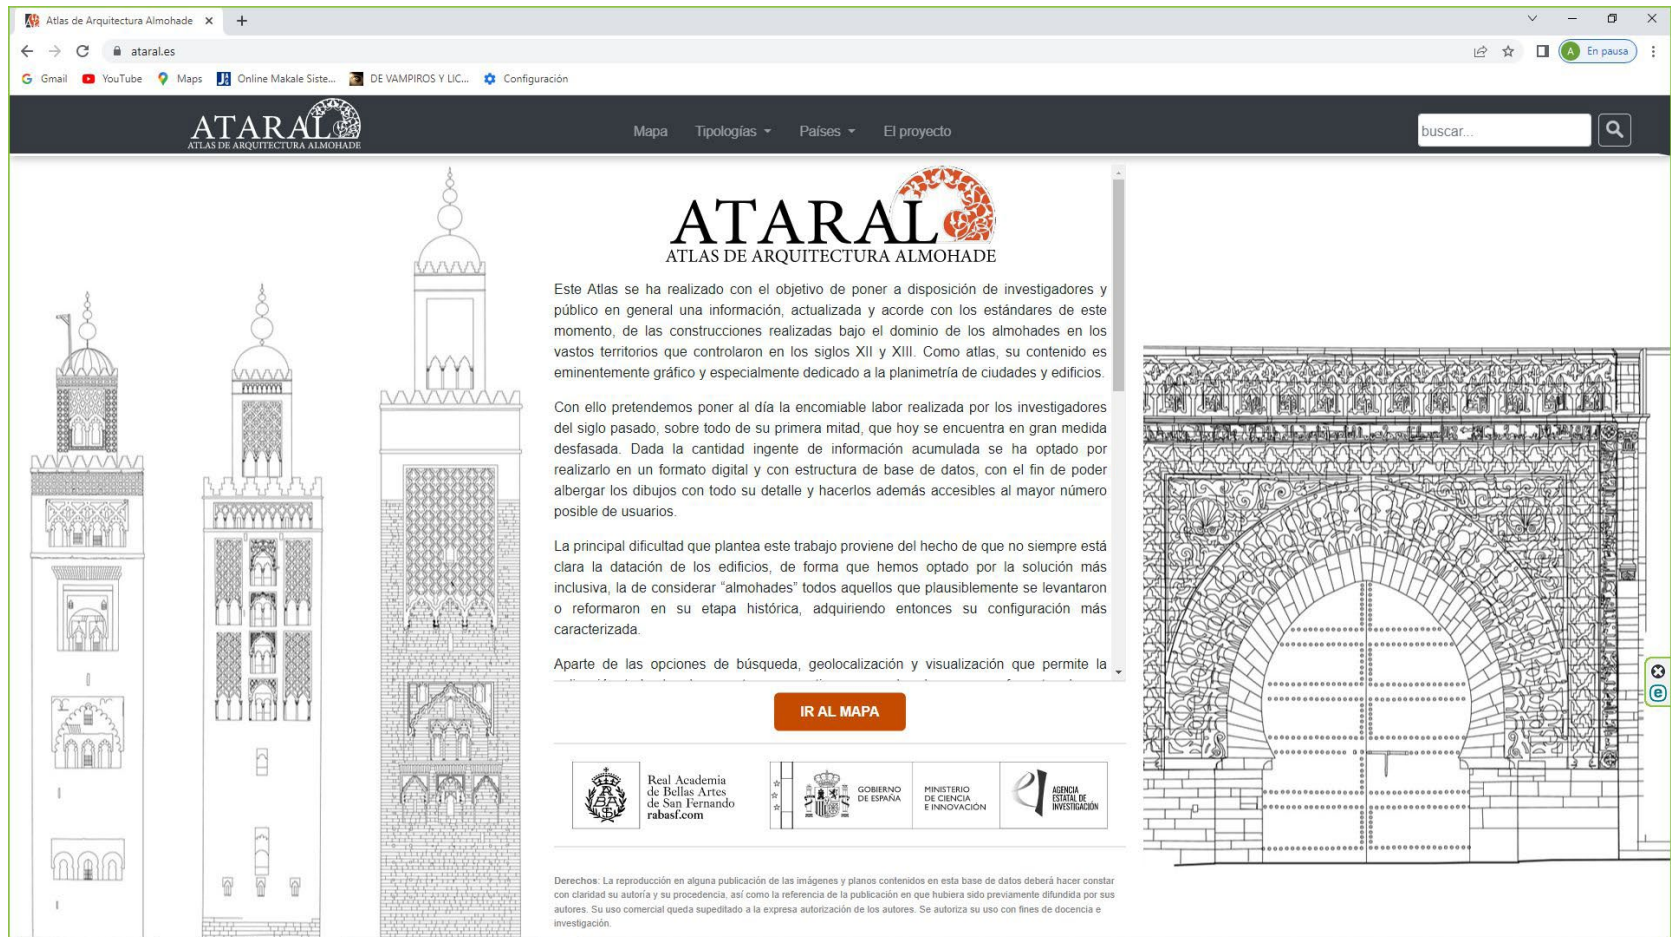 Atlas de Arquitectura Almohade
ataral.es
En pausa
A
Gmail
YouTube
Maps
Online Makale Siste...
DE VAMPIROS Y LIC...
Configuración
ATARAL
ATLAS DE ARQUITECTURA ALMOHADE
Mapa
Tipologías
Países
El proyecto
buscar...
ATARAL
ATLAS DE ARQUITECTURA ALMOHADE
Este Atlas se ha realizado con el objetivo de poner a disposición de investigadores y
público en general una información, actualizada y acorde con los estándares de este
momento, de las construcciones realizadas bajo el dominio de los almohades en los
vastos territorios que controlaron en los siglos XII y XIII. Como atlas, su contenido es
eminentemente gráfico y especialmente dedicado a la planimetría de ciudades y edificios.
Con ello pretendemos poner al día la encomiable labor realizada por los investigadores
del siglo pasado, sobre todo de su primera mitad, que hoy se encuentra en gran medida
desfasada. Dada la cantidad ingente de información acumulada se ha optado por
realizarlo en un formato digital y con estructura de base de datos, con el fin de poder
albergar los dibujos con todo su detalle y hacerlos además accesibles al mayor número
posible de usuarios.
La principal dificultad que plantea este trabajo proviene del hecho de que no siempre está
clara la datación de los edificios, de forma que hemos optado por la solución más
inclusiva, la de considerar “almohades” todos aquellos que plausiblemente se levantaron
o reformaron en su etapa histórica, adquiriendo entonces su configuración más
caracterizada.
Aparte de las opciones de búsqueda, geolocalización y visualización que permite la
IR AL MAPA
Real Academia
de Bellas Artes
de San Fernando
rabasf.com
GOBIERNO
DE ESPAÑA
MINISTERIO
DE CIENCIA
E INNOVACIÓN
AGENCIA
ESTATAL DE
INVESTIGACIÓN
Derechos: La reproducción en alguna publicación de las imágenes y planos contenidos en esta base de datos deberá hacer constar
con claridad su autoría y su procedencia, así como la referencia de la publicación en que hubiera sido previamente difundida por sus
autores. Su uso comercial queda supeditado a la expresa autorización de los autores. Se autoriza su uso con fines de docencia e
investigación.